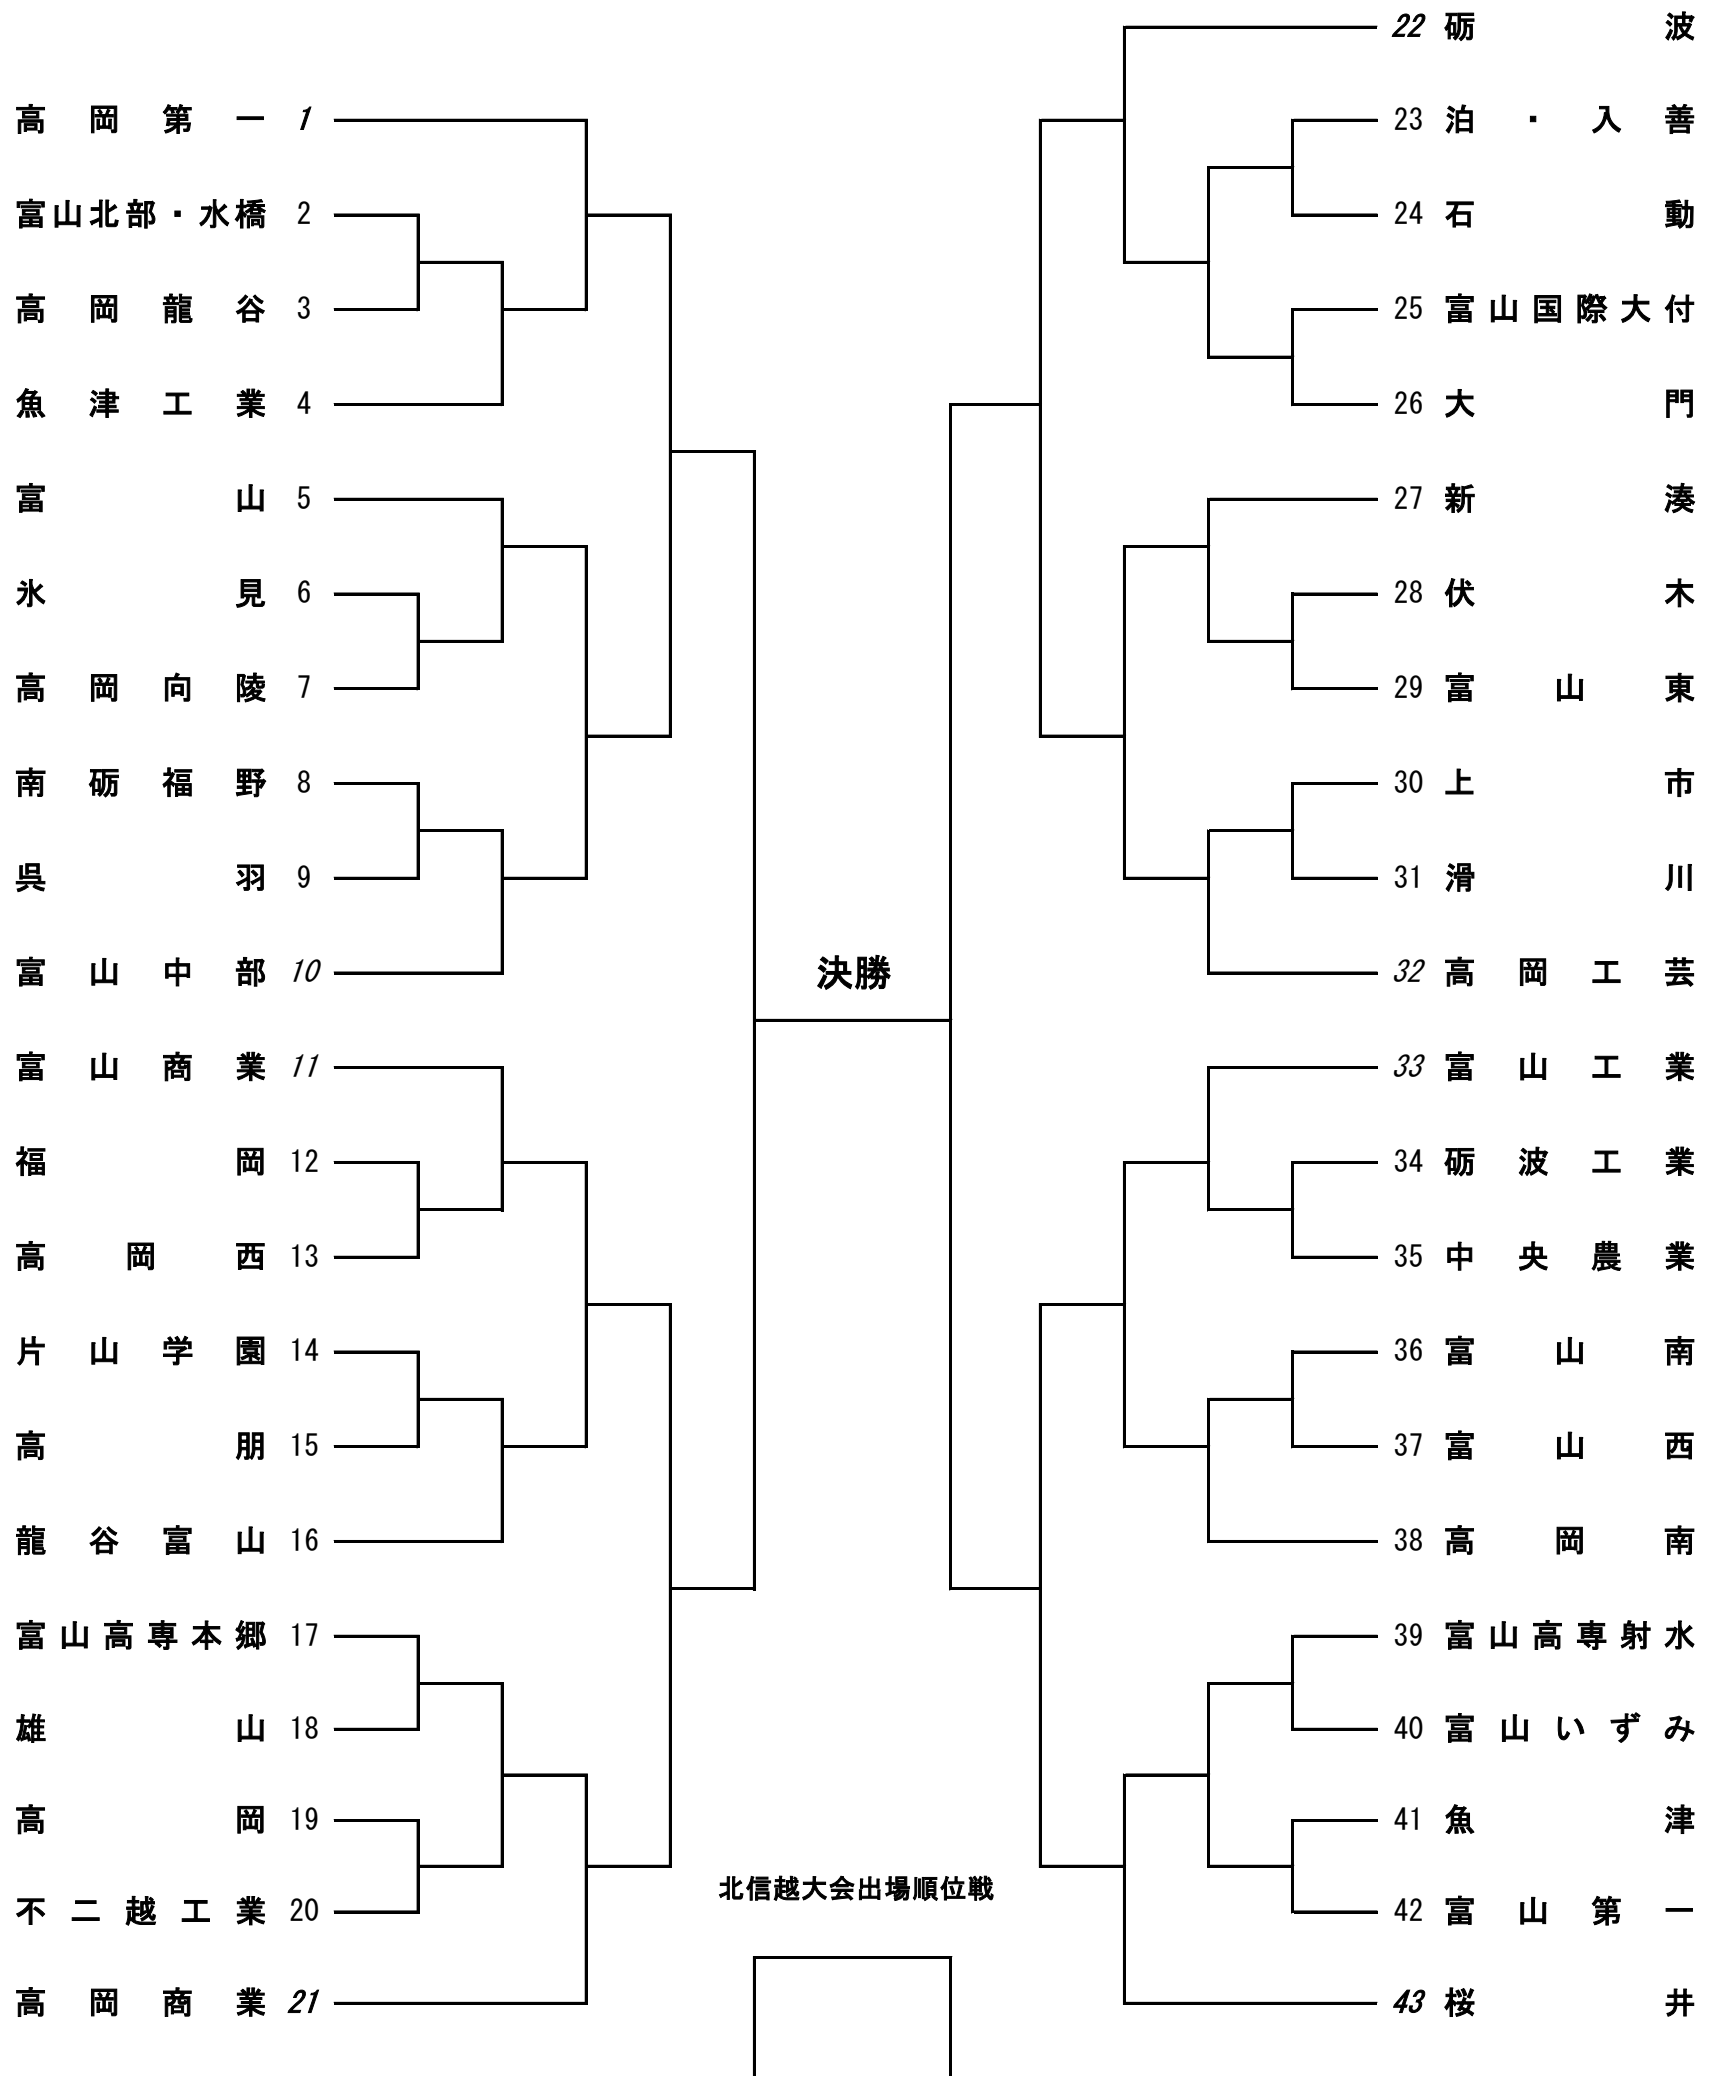 高岡第一 1
富山北部・水橋 2
高岡龍谷 3
魚津工業 4
富山 5
氷見 6
高岡向陵 7
南砺福野 8
呉羽 9
富山中部 10
富山商業 11
福岡 12
高岡西 13
片山学園 14
高朋 15
龍谷富山 16
富山高専本郷 17
雄山 18
高岡 19
不二越工業 20
高岡商業 21
決勝
北信越大会出場順位戦
22 砺波
23 泊・入善
24 石動
25 富山国際大付
26 大門
27 新湊
28 伏木
29 富山東
30 上市
31 滑川
32 高岡工芸
33 富山工業
34 砺波工業
35 中央農業
36 富山南
37 富山西
38 高岡南
39 富山高専射水
40 富山いずみ
41 魚津
42 富山第一
43 桜井